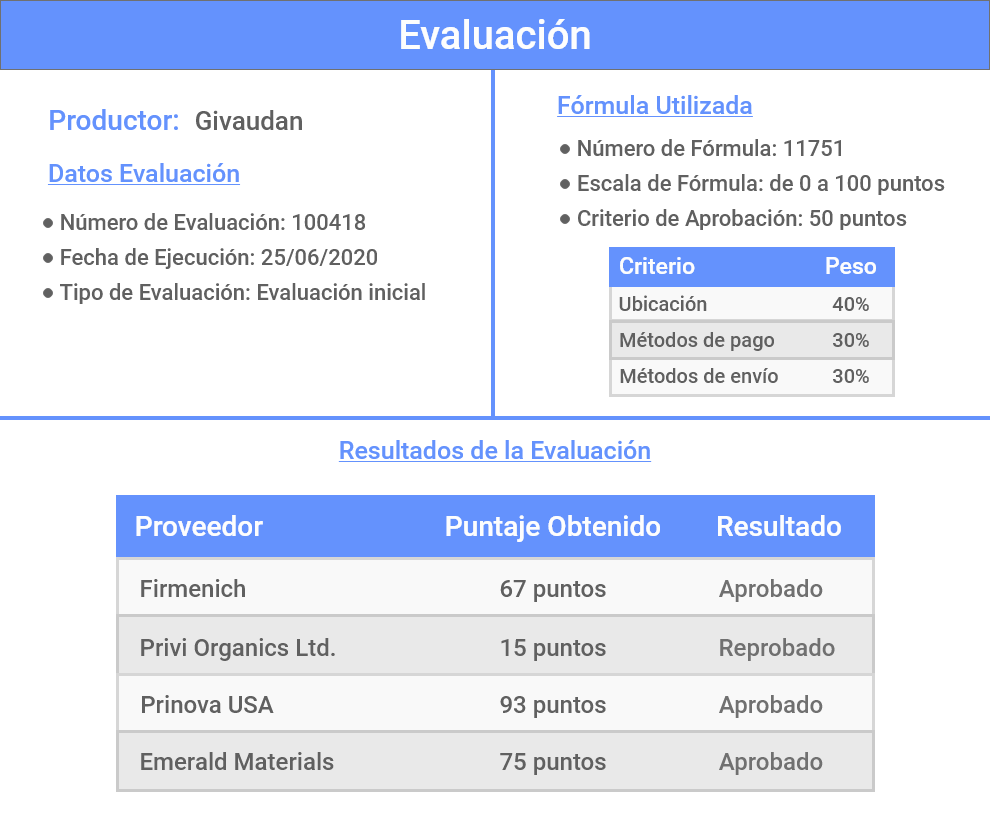 Evaluación
Productor: Givaudan
Datos Evaluación
• Número de Evaluación: 100418
• Fecha de Ejecución: 25/06/2020
• Tipo de Evaluación: Evaluación inicial
Fórmula Utilizada
• Número de Fórmula: 11751
• Escala de Fórmula: de 0 a 100 puntos
• Criterio de Aprobación: 50 puntos
Criterio Peso
Ubicación 40%
Métodos de pago 30%
Métodos de envío 30%
Resultados de la Evaluación
Proveedor Puntaje Obtenido Resultado
Firmenich 67 puntos Aprobado
Privi Organics Ltd. 15 puntos Reprobado
Prinova USA 93 puntos Aprobado
Emerald Materials 75 puntos Aprobado